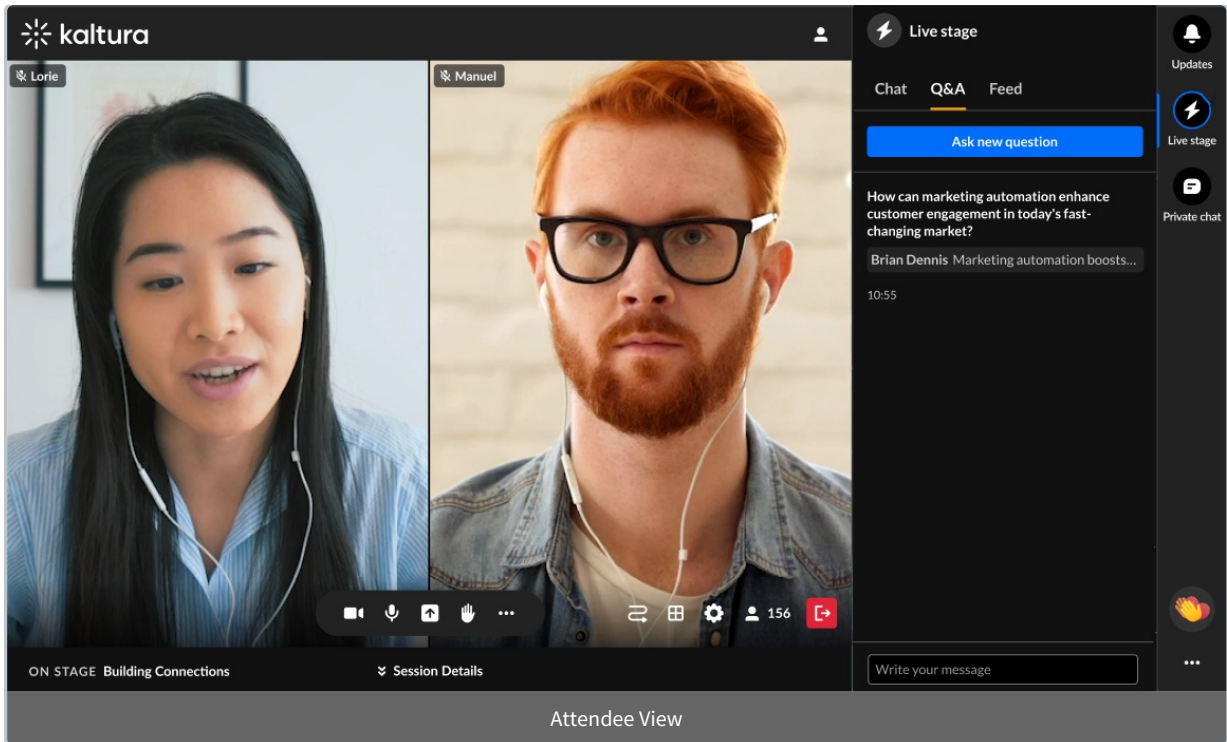 kaltura
Lorie
Manuel
156
ON STAGE Building Connections
Session Details
Live stage
Chat Q&A Feed
Ask new question
How can marketing automation enhance
customer engagement in today's fast-
changing market?
Brian Dennis Marketing automation boosts...
10:55
Write your message
Updates
Live stage
Private chat
Attendee View